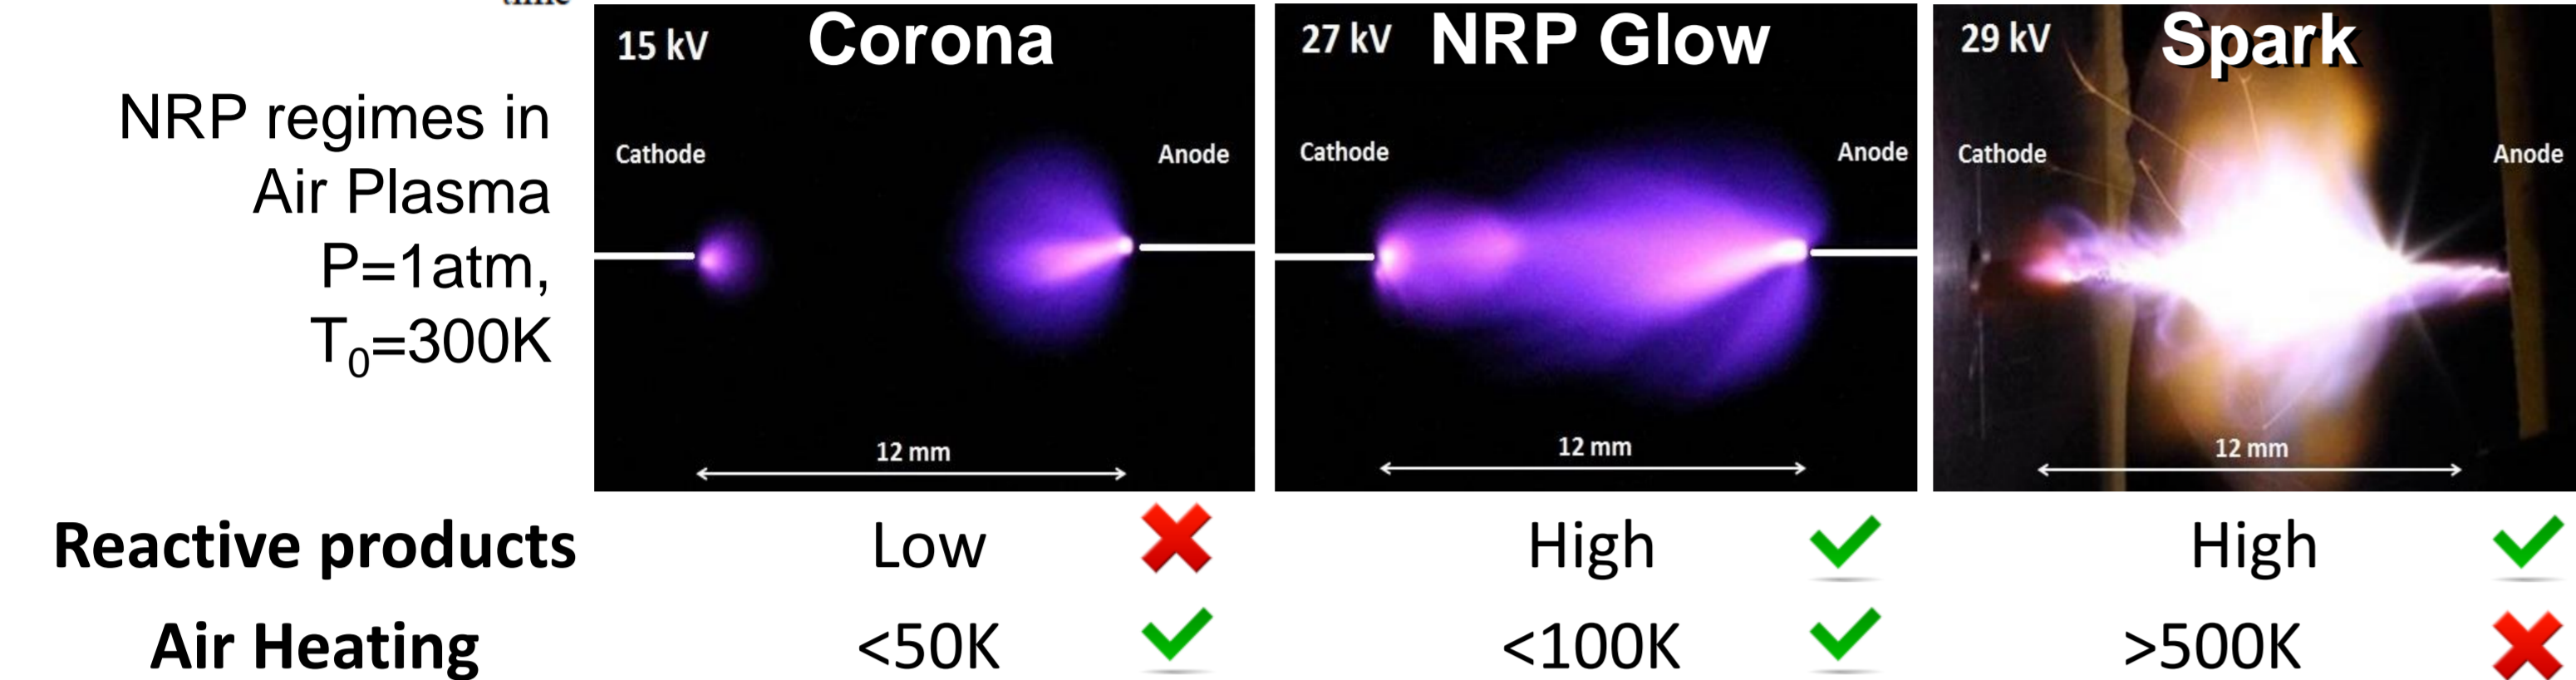 NRP regimes in
Air Plasma
P=1atm,
T₀=300K
15 kV
Corona
Cathode
Anode
12 mm
27 kV
NRP Glow
Cathode
Anode
12 mm
29 kV
Spark
Cathode
Anode
12 mm
Reactive products Low High High
Air Heating <50K <100K >500K